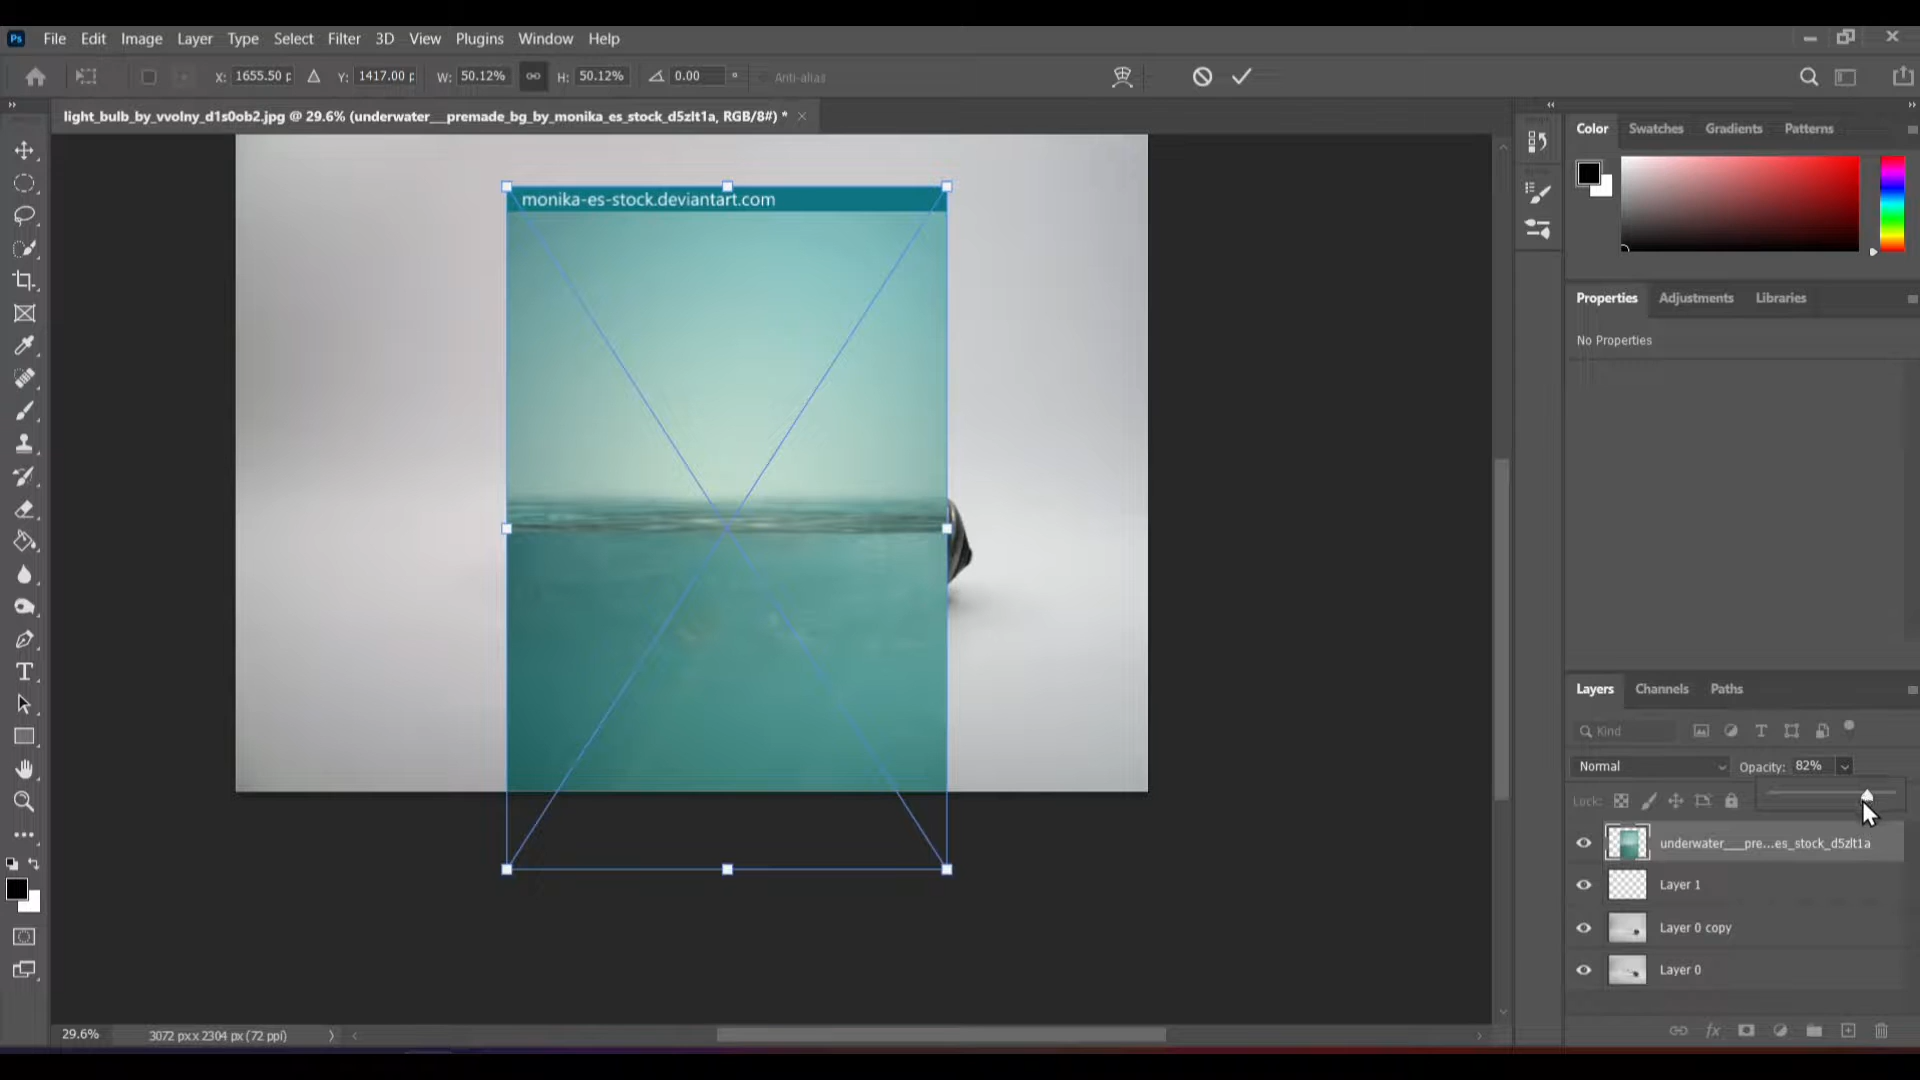 Ps File Edit Image Layer Type Select Filter 3D View Plugins Window Help
X: 1655.50 p Y: 1417.00 p W: 50.12% H: 50.12% 0.00 ° Anti-alias
light_bulb_by_vvolny_d1s0ob2.jpg @ 29.6% (underwater___premade_bg_by_monika_es_stock_d5zlt1a, RGB/8#) *
Color Swatches Gradients Patterns
monika-es-stock.deviantart.com
Properties Adjustments Libraries
No Properties
Layers Channels Paths
Kind
Normal Opacity: 82%
Lock:
underwater___pre...es_stock_d5zlt1a
Layer 1
Layer 0 copy
Layer 0
29.6% 3072 px x 2304 px (72 ppi)